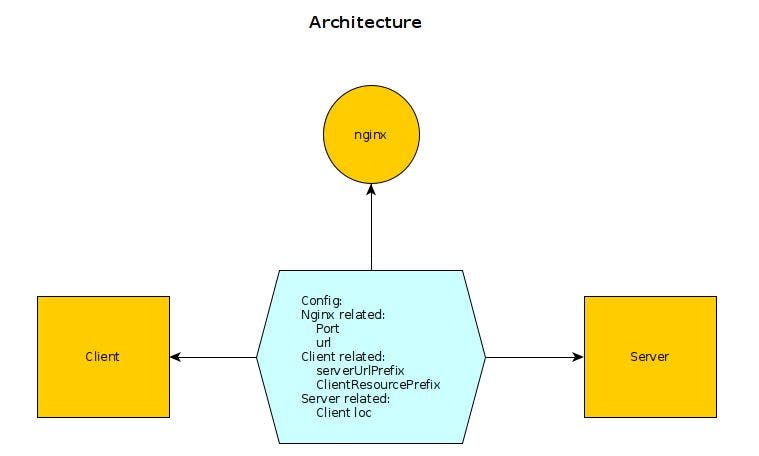 Architecture
nginx
Config:
Nginx related:
Port
url
Client related:
serverUrlPrefix
ClientResourcePrefix
Server related:
Client loc
Client
Server